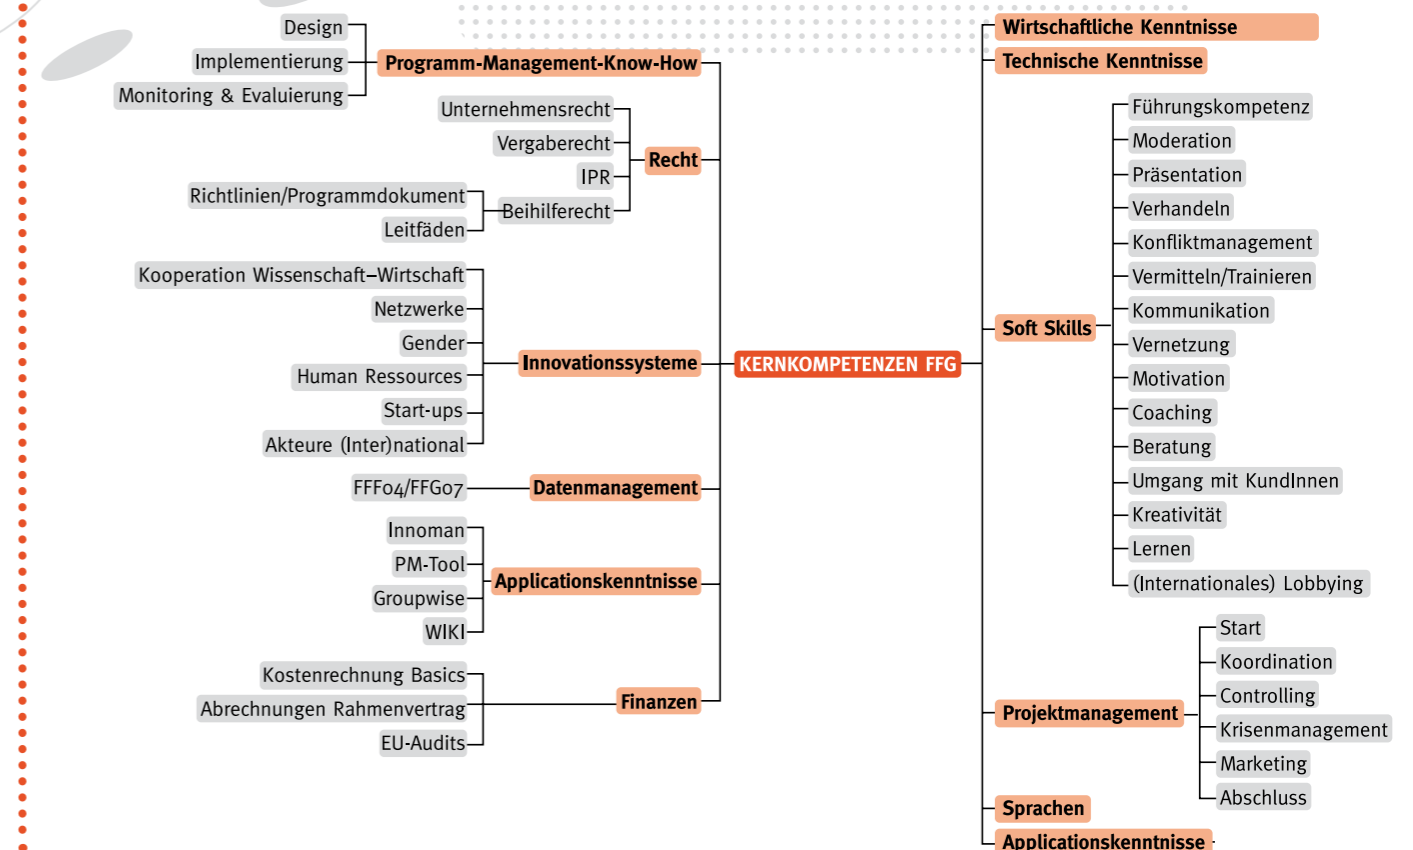 Design
Implementierung
Monitoring & Evaluierung
Programm-Management-Know-How
Unternehmensrecht
Vergaberecht
IPR
Beihilferecht
Richtlinien/Programmdokument
Leitfäden
Recht
Kooperation Wissenschaft–Wirtschaft
Netzwerke
Gender
Human Ressources
Start-ups
Akteure (Inter)national
Innovationssysteme
FFF04/FFG07
Datenmanagement
Innoman
PM-Tool
Groupwise
WIKI
Applicationskenntnisse
Kostenrechnung Basics
Abrechnungen Rahmenvertrag
EU-Audits
Finanzen
KERNKOMPETENZEN FFG
Wirtschaftliche Kenntnisse
Technische Kenntnisse
Soft Skills
Führungskompetenz
Moderation
Präsentation
Verhandeln
Konfliktmanagement
Vermitteln/Trainieren
Kommunikation
Vernetzung
Motivation
Coaching
Beratung
Umgang mit KundInnen
Kreativität
Lernen
(Internationales) Lobbying
Projektmanagement
Start
Koordination
Controlling
Krisenmanagement
Marketing
Abschluss
Sprachen
Applicationskenntnisse